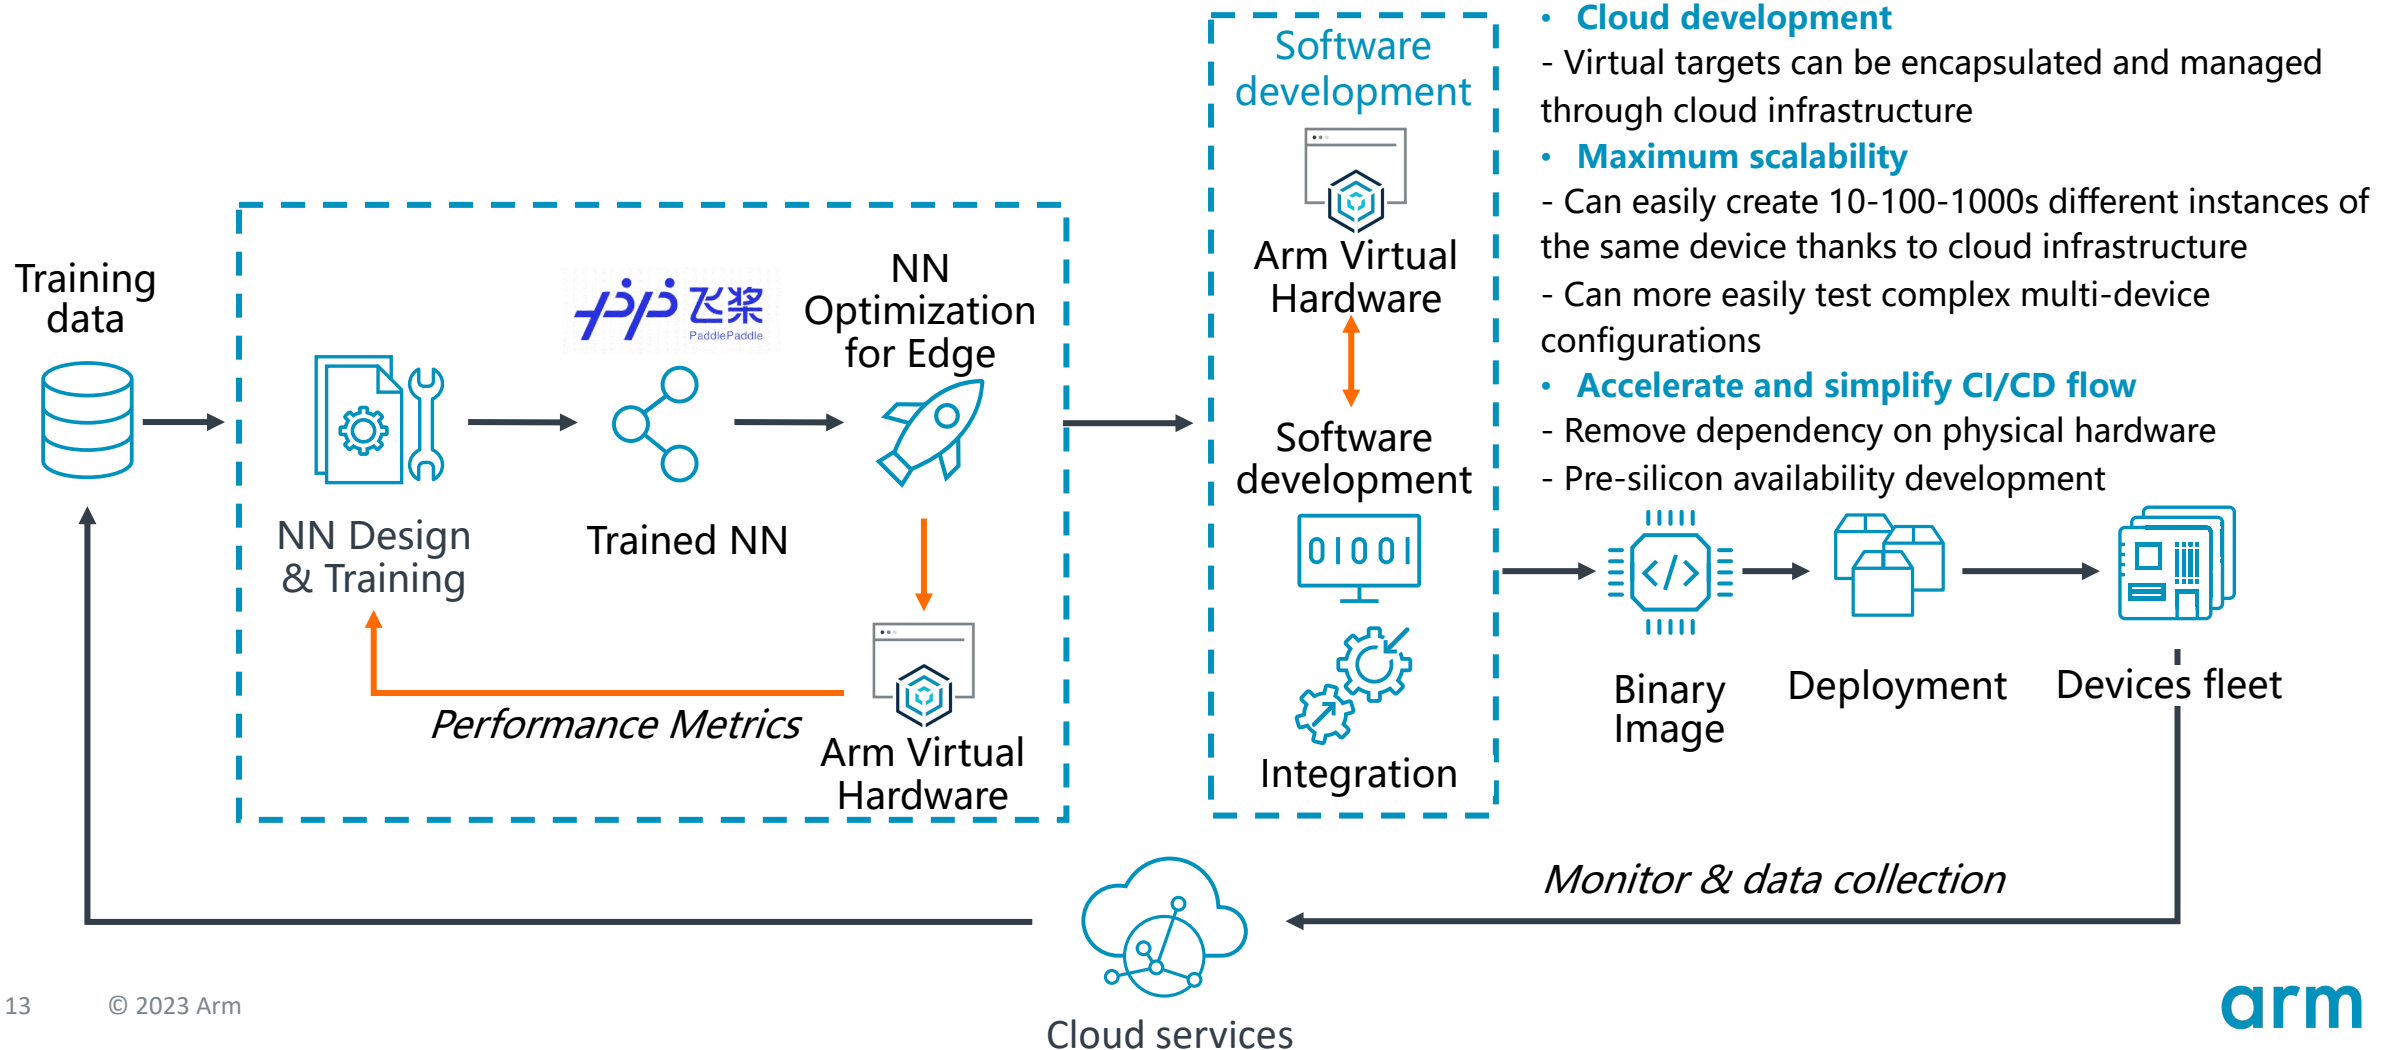 Training
data
NN Design
& Training
飞桨
PaddlePaddle
Trained NN
NN
Optimization
for Edge
Performance Metrics
Arm Virtual
Hardware
Software
development
Arm Virtual
Hardware
Software
development
01001
Integration
• Cloud development
- Virtual targets can be encapsulated and managed
through cloud infrastructure
• Maximum scalability
- Can easily create 10-100-1000s different instances of
the same device thanks to cloud infrastructure
- Can more easily test complex multi-device
configurations
• Accelerate and simplify CI/CD flow
- Remove dependency on physical hardware
- Pre-silicon availability development
</>
Binary
Image
Deployment
Devices fleet
Monitor & data collection
Cloud services
13 © 2023 Arm
arm